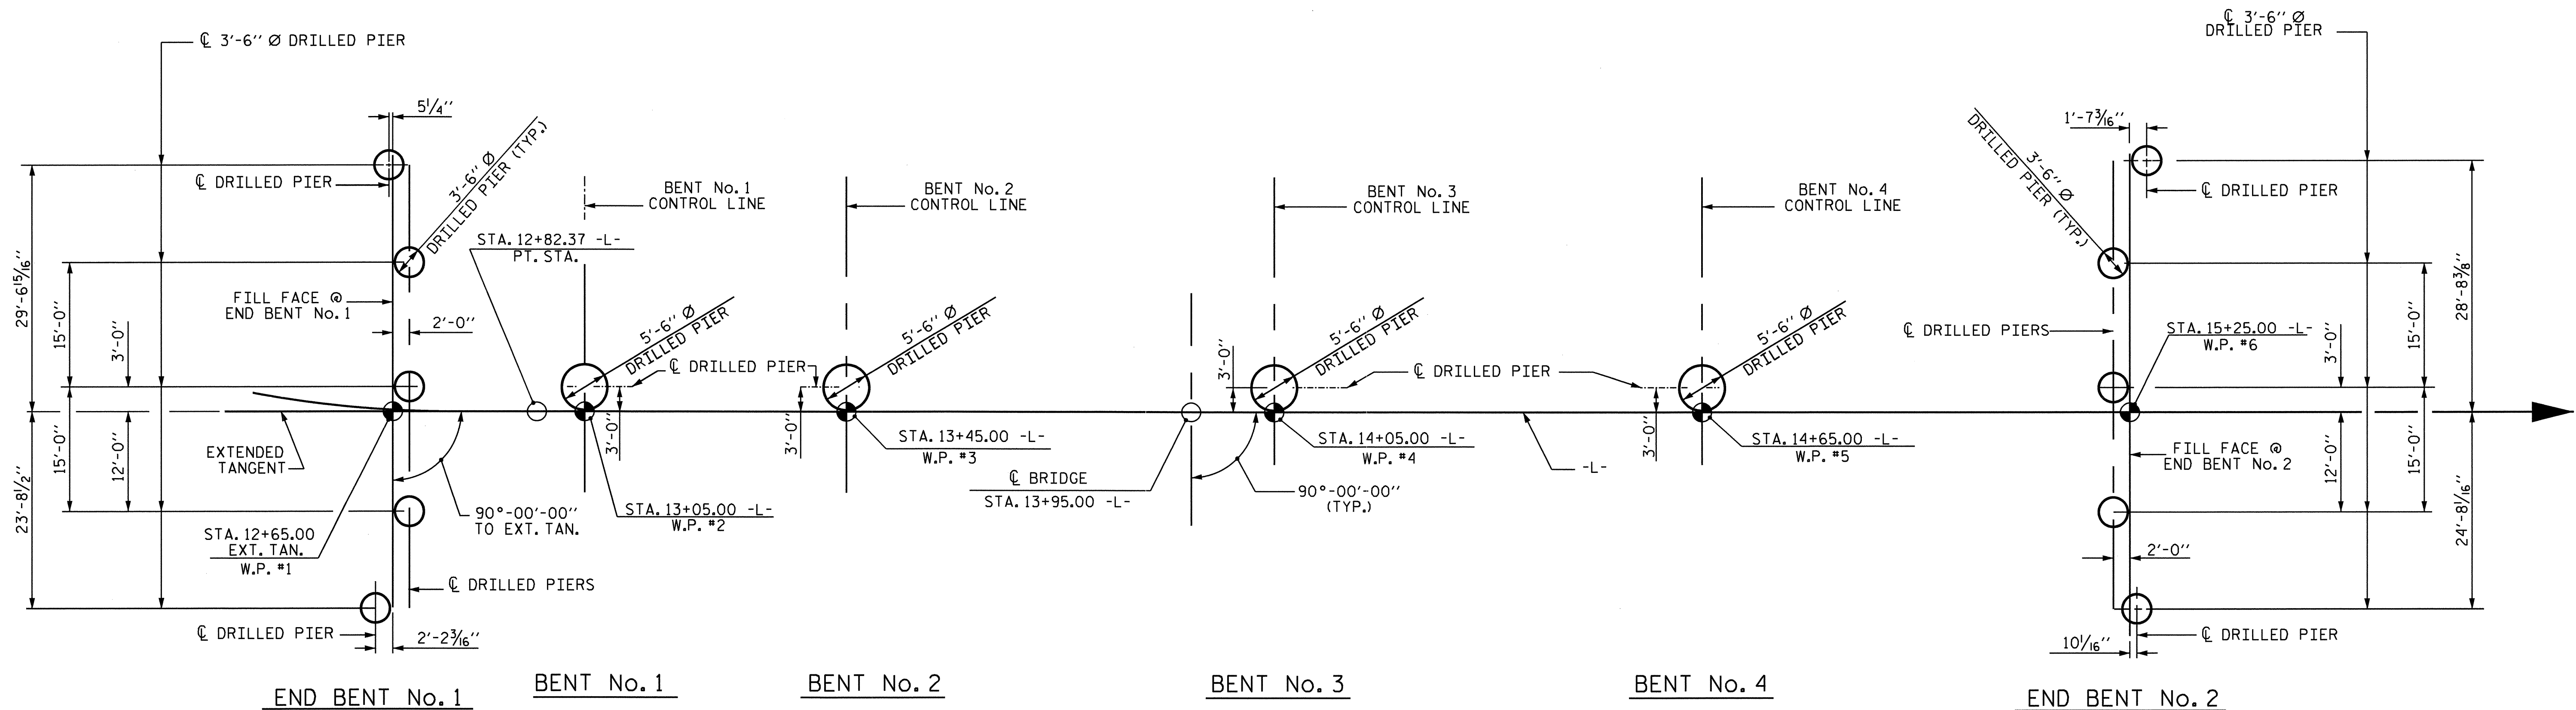 ℄ 3'-6" Ø DRILLED PIER
℄ 3'-6" Ø
DRILLED PIER
5 1/4"
1'-7 3/16"
3'-6" Ø
DRILLED PIER (TYP.)
3'-6" Ø
DRILLED PIER (TYP.)
℄ DRILLED PIER
℄ DRILLED PIER
BENT No. 1
CONTROL LINE
BENT No. 2
CONTROL LINE
BENT No. 3
CONTROL LINE
BENT No. 4
CONTROL LINE
STA. 12+82.37 -L-
PT. STA.
29'-6 15/16"
15'-0"
3'-0"
FILL FACE @
END BENT No. 1
2'-0"
5'-6" Ø
DRILLED PIER
5'-6" Ø
DRILLED PIER
5'-6" Ø
DRILLED PIER
5'-6" Ø
DRILLED PIER
℄ DRILLED PIER
℄ DRILLED PIER
℄ DRILLED PIERS
STA. 15+25.00 -L-
W.P. #6
3'-0"
15'-0"
28'-8 3/8"
3'-0"
3'-0"
3'-0"
3'-0"
EXTENDED
TANGENT
23'-8 1/2"
15'-0"
12'-0"
90°-00'-00"
TO EXT. TAN.
STA. 12+65.00
EXT. TAN.
W.P. #1
STA. 13+05.00 -L-
W.P. #2
STA. 13+45.00 -L-
W.P. #3
℄ BRIDGE
STA. 13+95.00 -L-
90°-00'-00"
(TYP.)
STA. 14+05.00 -L-
W.P. #4
-L-
STA. 14+65.00 -L-
W.P. #5
FILL FACE @
END BENT No. 2
12'-0"
15'-0"
24'-8 1/16"
2'-0"
℄ DRILLED PIERS
℄ DRILLED PIER
2'-2 3/16"
℄ DRILLED PIER
10 1/16"
END BENT No. 1
BENT No. 1
BENT No. 2
BENT No. 3
BENT No. 4
END BENT No. 2